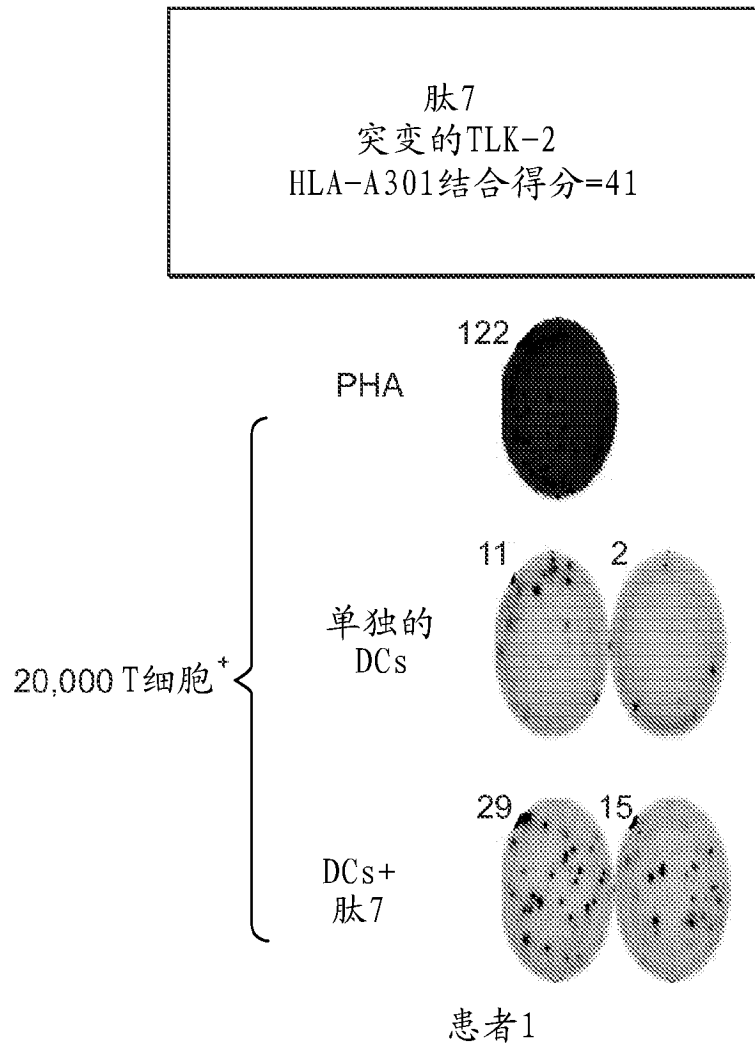 肽7
突变的TLK-2
HLA-A301结合得分=41
122
PHA
11 2
单独的
DCs
20,000 T细胞+
29 15
DCs+
肽7
患者1